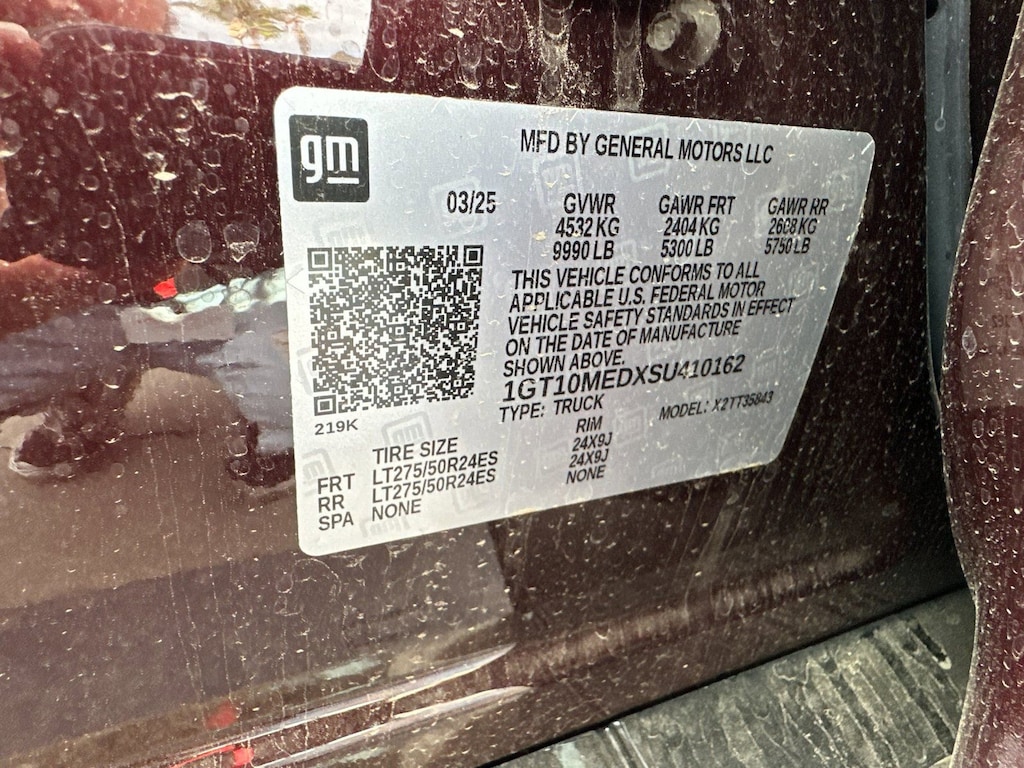 gm
MFD BY GENERAL MOTORS LLC
03/25 GVWR GAWR FRT GAWR RR
4532 KG 2404 KG 2608 KG
9990 LB 5300 LB 5750 LB
THIS VEHICLE CONFORMS TO ALL
APPLICABLE U.S. FEDERAL MOTOR
VEHICLE SAFETY STANDARDS IN EFFECT
ON THE DATE OF MANUFACTURE
SHOWN ABOVE.
1GT10MEDXSU410162
TYPE: TRUCK MODEL: X2TT35843
219K
TIRE SIZE RIM
FRT LT275/50R24ES 24X9J
RR LT275/50R24ES 24X9J
SPA NONE NONE